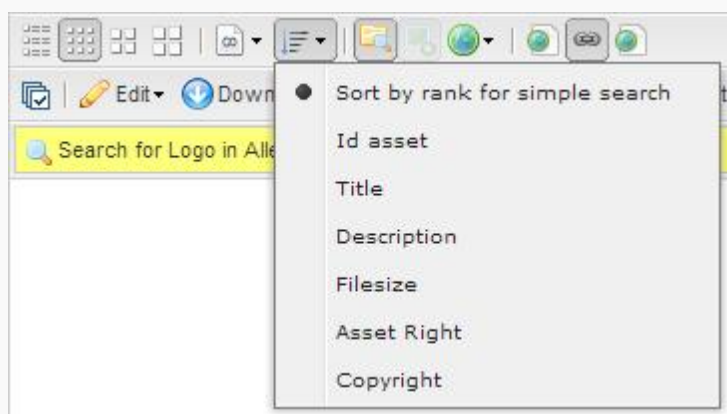 Edit
Down
Search for Logo in Alle
Sort by rank for simple search
Id asset
Title
Description
Filesize
Asset Right
Copyright